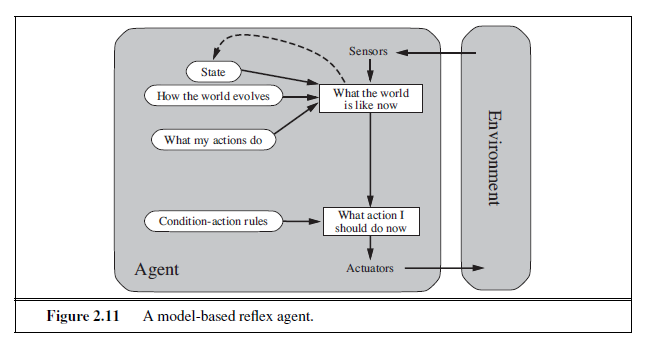 Sensors
State
How the world evolves
What the world
is like now
What my actions do
Condition-action rules
What action I
should do now
Agent
Actuators
Environment
Figure 2.11 A model-based reflex agent.